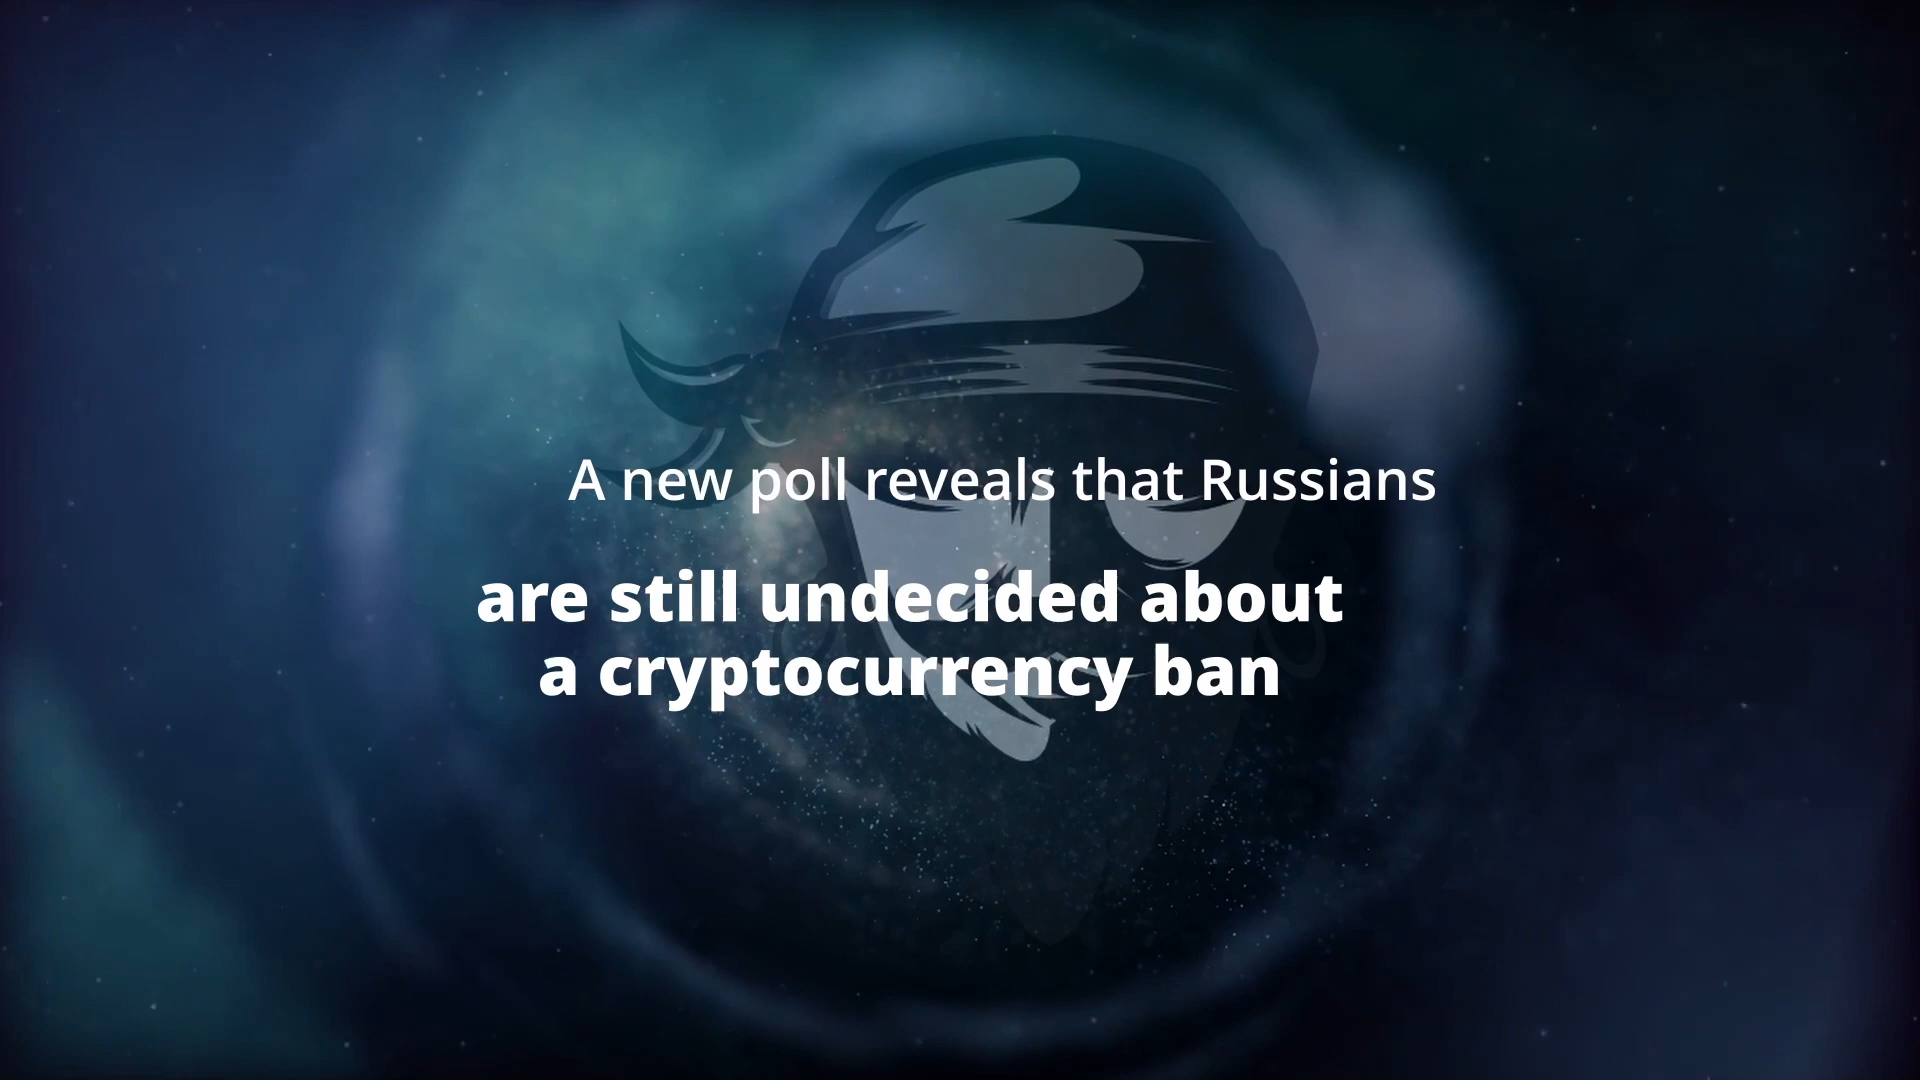 A new poll reveals that Russians
are still undecided about
a cryptocurrency ban